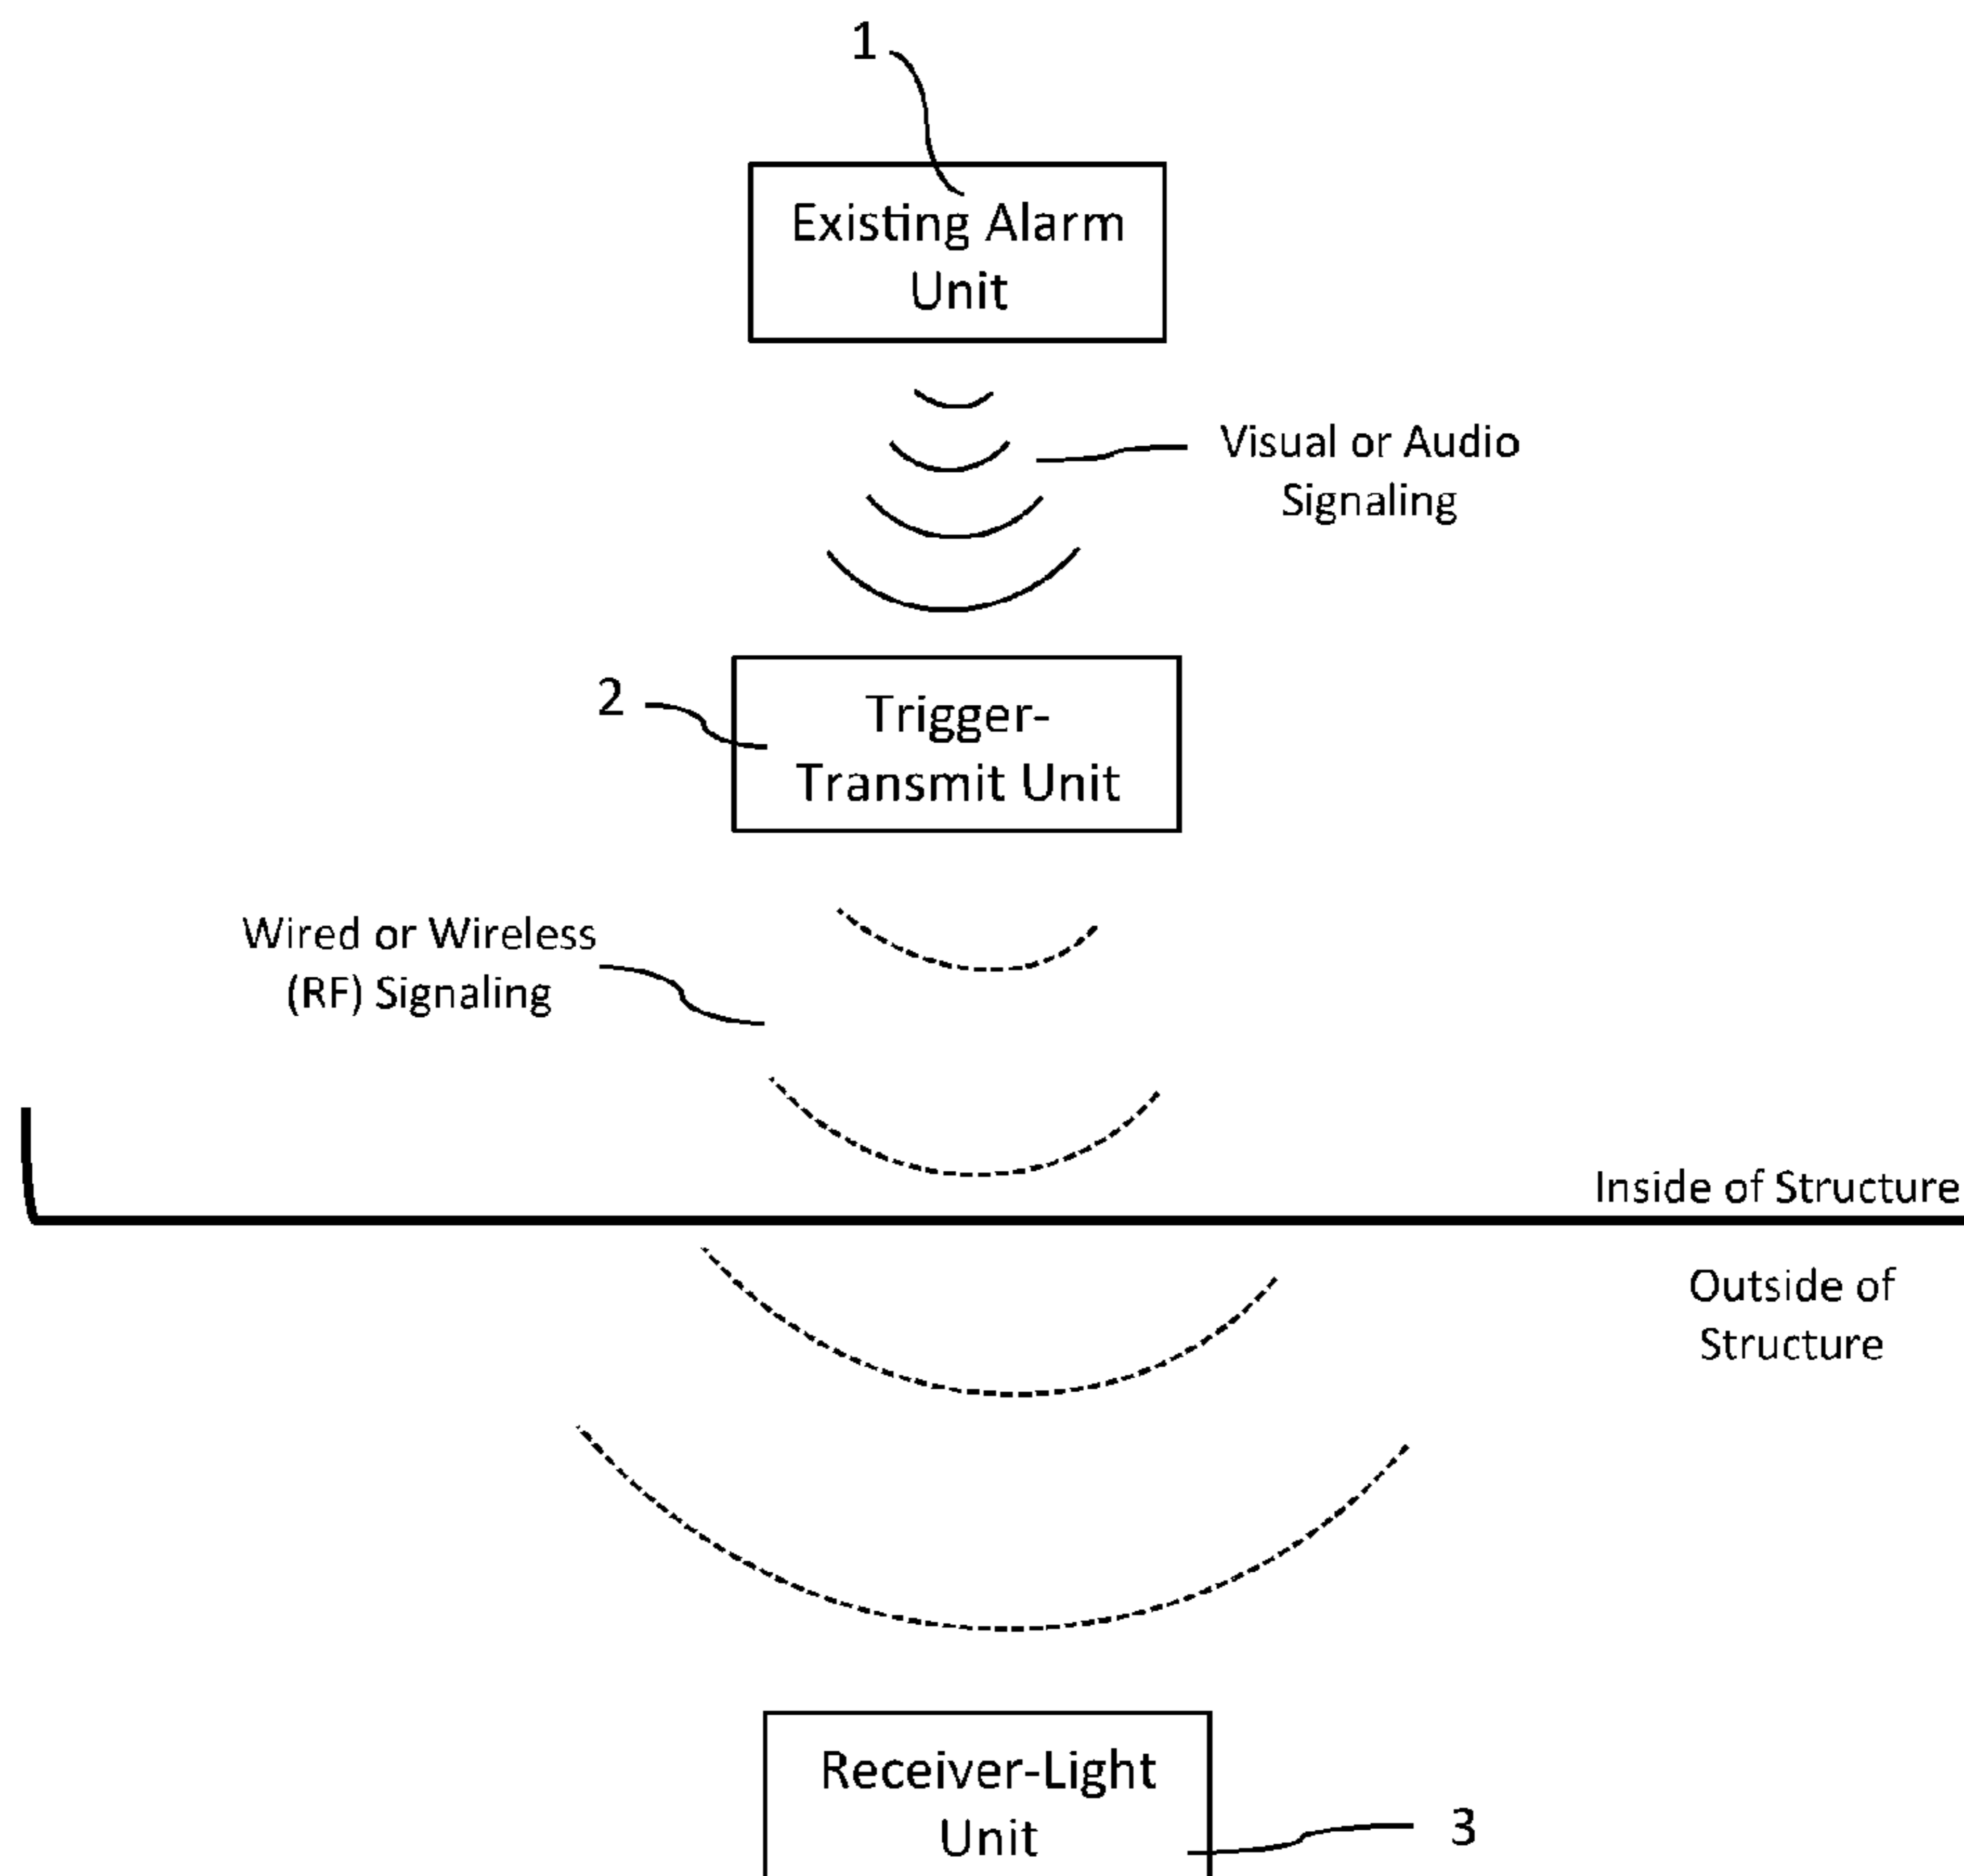 1
Existing Alarm
Unit
Visual or Audio
Signaling
2
Trigger-
Transmit Unit
Wired or Wireless
(RF) Signaling
Inside of Structure
Outside of
Structure
Receiver-Light
Unit
3